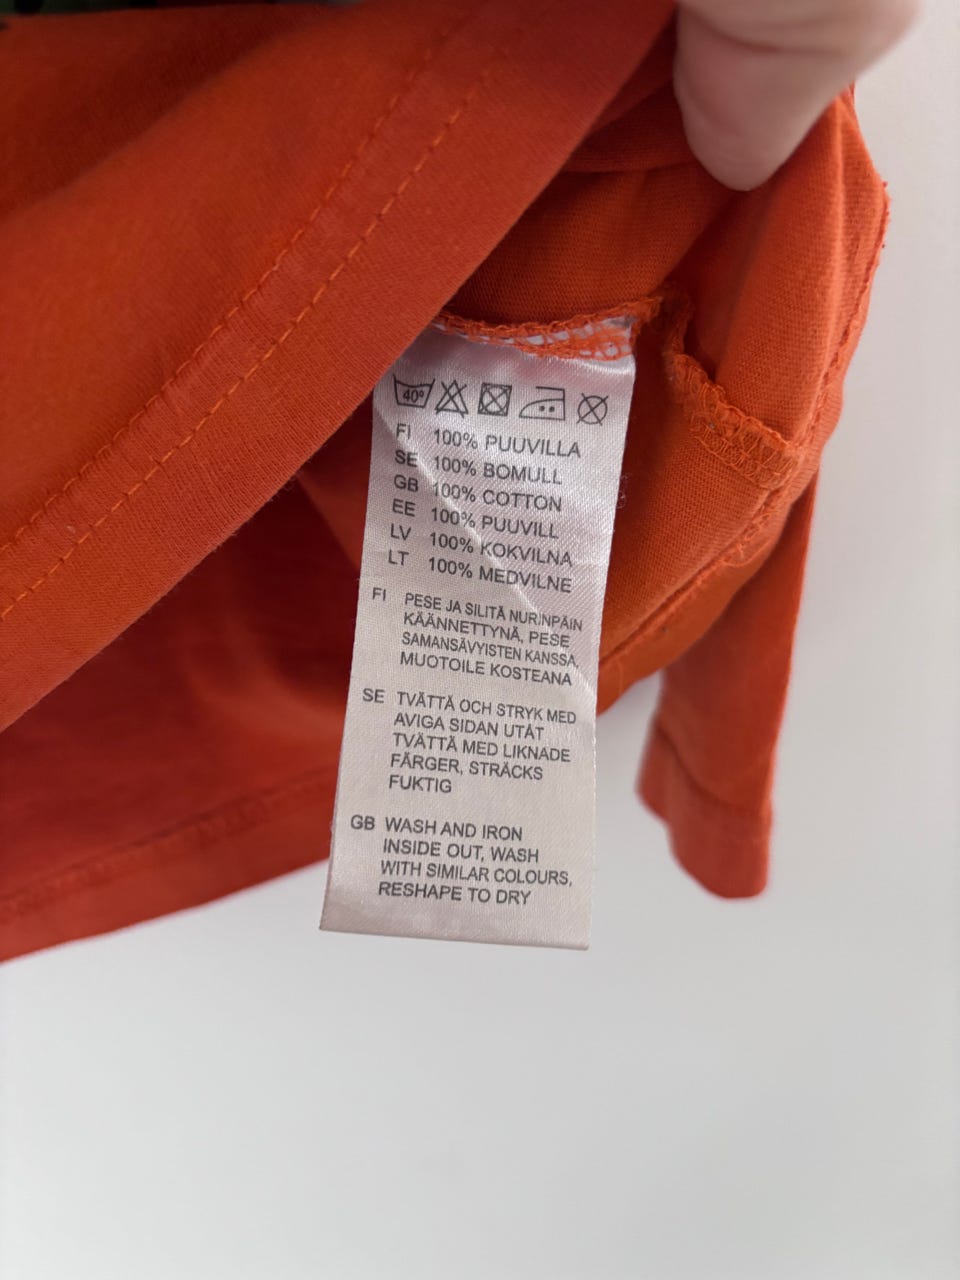 40°
FI 100% PUUVILLA
SE 100% BOMULL
GB 100% COTTON
EE 100% PUUVILL
LV 100% KOKVILNA
LT 100% MEDVILNE
FI PESE JA SILITÄ NURINPÄIN
KÄÄNNETTYNÄ, PESE
SAMANSÄVYISTEN KANSSA,
MUOTOILE KOSTEANA
SE TVÄTTÄ OCH STRYK MED
AVIGA SIDAN UTÅT
TVÄTTÄ MED LIKNADE
FÄRGER, STRÄCKS
FUKTIG
GB WASH AND IRON
INSIDE OUT, WASH
WITH SIMILAR COLOURS,
RESHAPE TO DRY